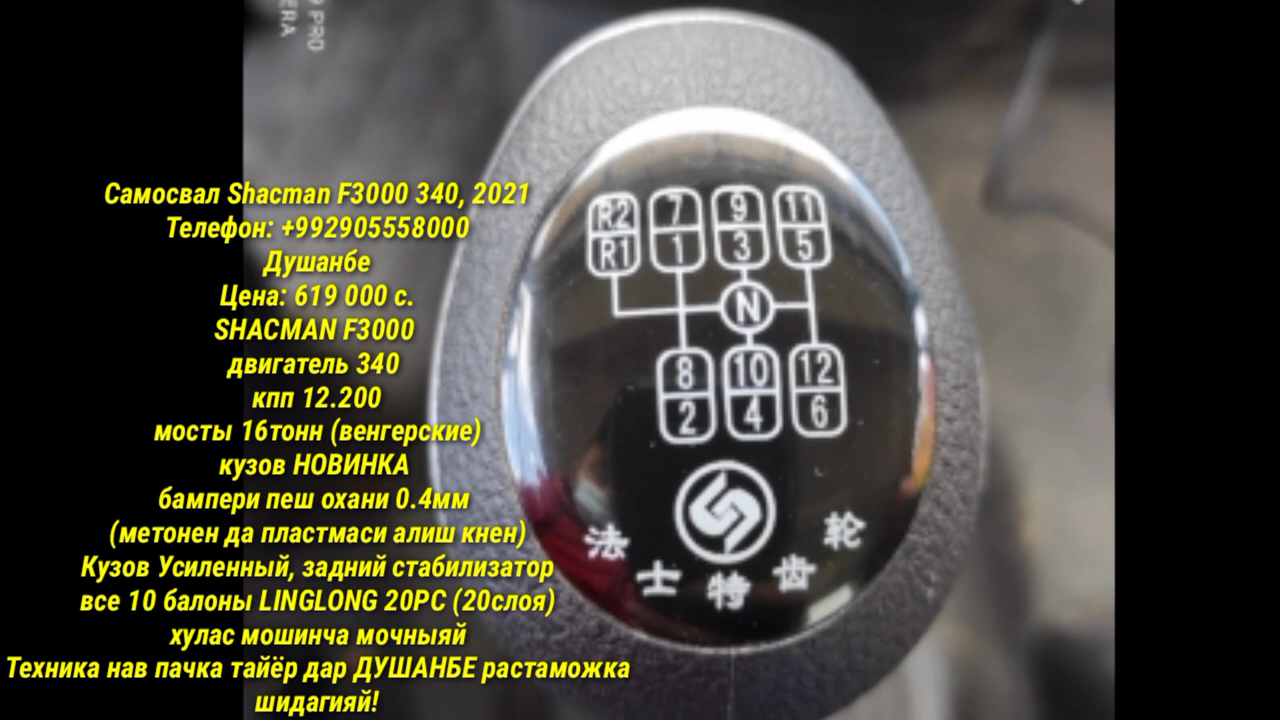 PRO
ERA
Самосвал Shacman F3000 340, 2021
Телефон: +992905558000
Душанбе
Цена: 619 000 с.
SHACMAN F3000
двигатель 340
кпп 12.200
мосты 16тонн (венгерские)
кузов НОВИНКА
бампери пеш охани 0.4мм
(метонен да пластмаси алиш кнен)
Кузов Усиленный, задний стабилизатор
все 10 балоны LINGLONG 20PC (20слоя)
хулас мошинча мочныяй
Техника нав пачка тайёр дар ДУШАНБЕ растаможка
шидагияй!
R2 7 9 11
R1 1 3 5
N
8 10 12
2 4 6
法士特齿轮